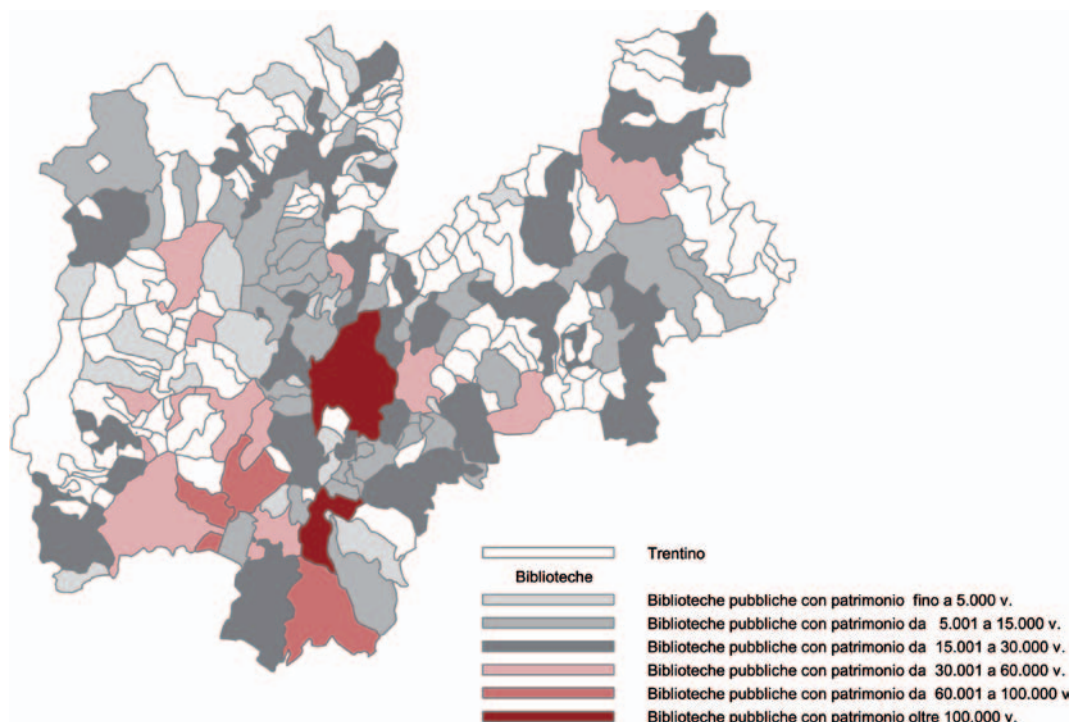 Trentino
Biblioteche
Biblioteche pubbliche con patrimonio fino a 5.000 v.
Biblioteche pubbliche con patrimonio da 5.001 a 15.000 v.
Biblioteche pubbliche con patrimonio da 15.001 a 30.000 v.
Biblioteche pubbliche con patrimonio da 30.001 a 60.000 v.
Biblioteche pubbliche con patrimonio da 60.001 a 100.000 v
Biblioteche pubbliche con patrimonio oltre 100.000 v.